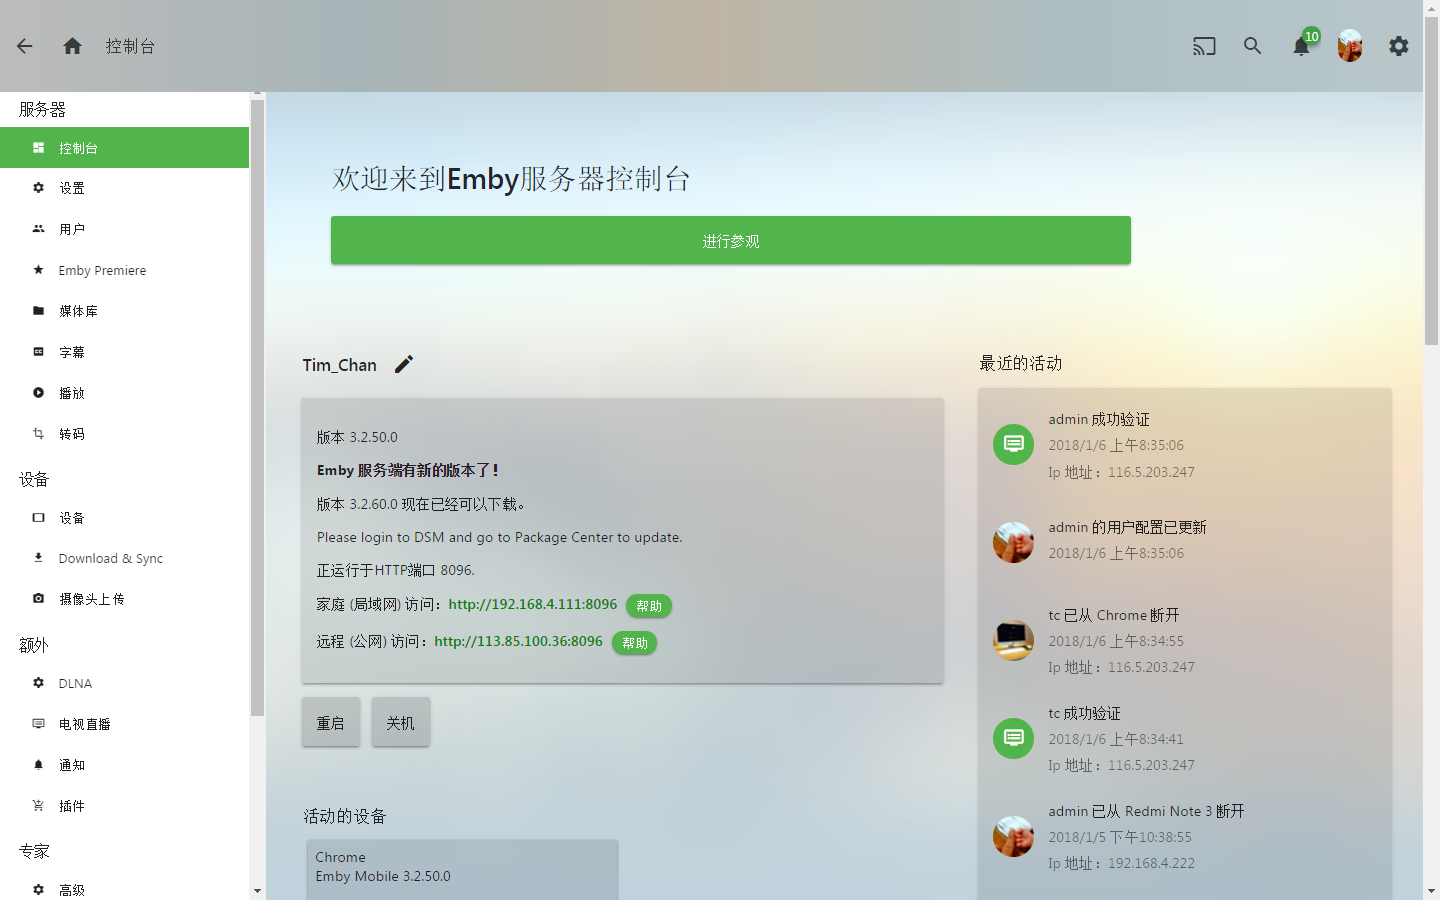 控制台
10
服务器
控制台
设置
用户
Emby Premiere
媒体库
字幕
播放
转码
设备
设备
Download & Sync
摄像头上传
额外
DLNA
电视直播
通知
插件
专家
高级
欢迎来到Emby服务器控制台
进行参观
Tim_Chan
版本 3.2.50.0
Emby 服务端有新的版本了！
版本 3.2.60.0 现在已经可以下载。
Please login to DSM and go to Package Center to update.
正运行于HTTP端口 8096.
家庭 (局域网) 访问：http://192.168.4.111:8096 帮助
远程 (公网) 访问：http://113.85.100.36:8096 帮助
重启 关机
活动的设备
Chrome
Emby Mobile 3.2.50.0
最近的活动
admin 成功验证
2018/1/6 上午8:35:06
Ip 地址：116.5.203.247
admin 的用户配置已更新
2018/1/6 上午8:35:06
tc 已从 Chrome 断开
2018/1/6 上午8:34:55
Ip 地址：116.5.203.247
tc 成功验证
2018/1/6 上午8:34:41
Ip 地址：116.5.203.247
admin 已从 Redmi Note 3 断开
2018/1/5 下午10:38:55
Ip 地址：192.168.4.222